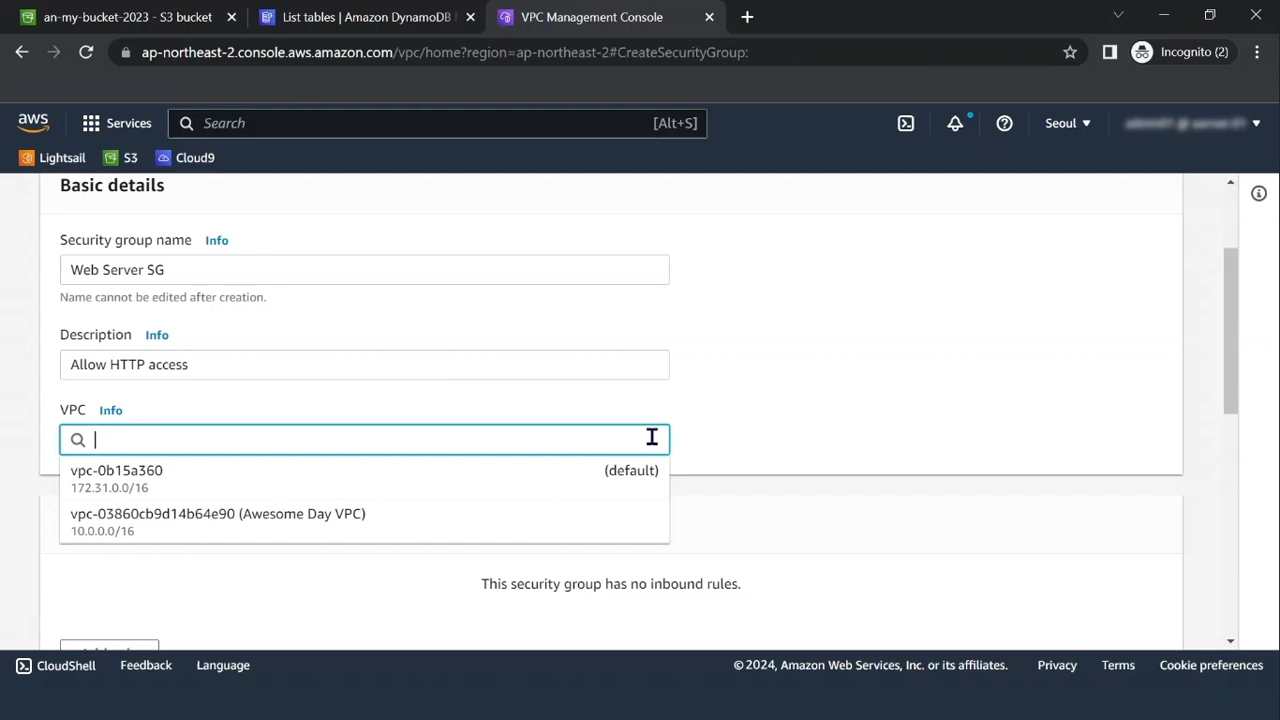 an-my-bucket-2023 - S3 bucket
List tables | Amazon DynamoDB
VPC Management Console
ap-northeast-2.console.aws.amazon.com/vpc/home?region=ap-northeast-2#CreateSecurityGroup:
Incognito (2)
aws
Services
Search
[Alt+S]
Seoul
Lightsail
S3
Cloud9
Basic details
Security group name Info
Web Server SG
Name cannot be edited after creation.
Description Info
Allow HTTP access
VPC Info
vpc-0b15a360 (default)
172.31.0.0/16
vpc-03860cb9d14b64e90 (Awesome Day VPC)
10.0.0.0/16
This security group has no inbound rules.
CloudShell Feedback Language © 2024, Amazon Web Services, Inc. or its affiliates. Privacy Terms Cookie preferences